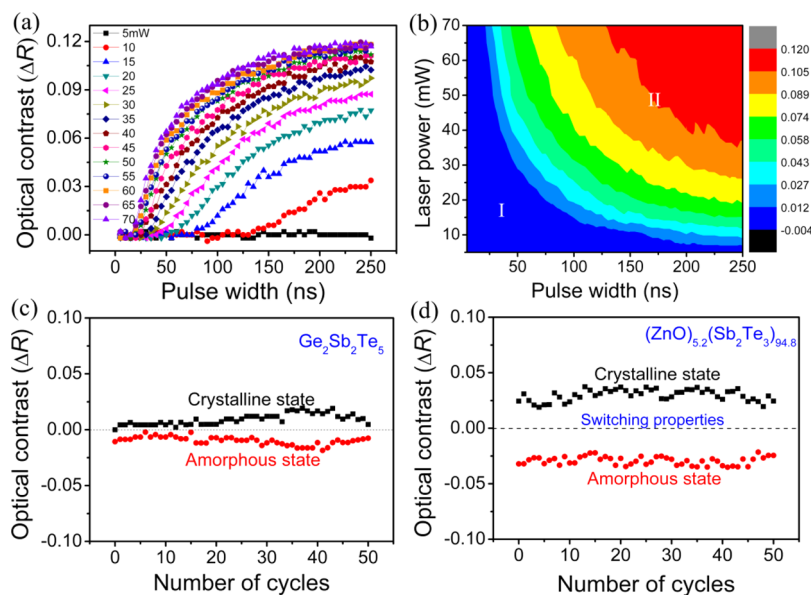 (a)
0.12
0.09
0.06
0.03
0.00
Optical contrast (ΔR)
5mW
10
15
20
25
30
35
40
45
50
55
60
65
70
0 50 100 150 200 250
Pulse width (ns)
(b)
70
60
50
40
30
20
10
Laser power (mW)
I
II
50 100 150 200 250
Pulse width (ns)
0.120
0.105
0.089
0.074
0.058
0.043
0.027
0.012
-0.004
(c)
0.10
0.05
0.00
-0.05
-0.10
Optical contrast (ΔR)
Ge2Sb2Te5
Crystalline state
Amorphous state
0 10 20 30 40 50
Number of cycles
(d)
0.10
0.05
0.00
-0.05
-0.10
Optical contrast (ΔR)
(ZnO)5.2(Sb2Te3)94.8
Crystalline state
Switching properties
Amorphous state
0 10 20 30 40 50
Number of cycles